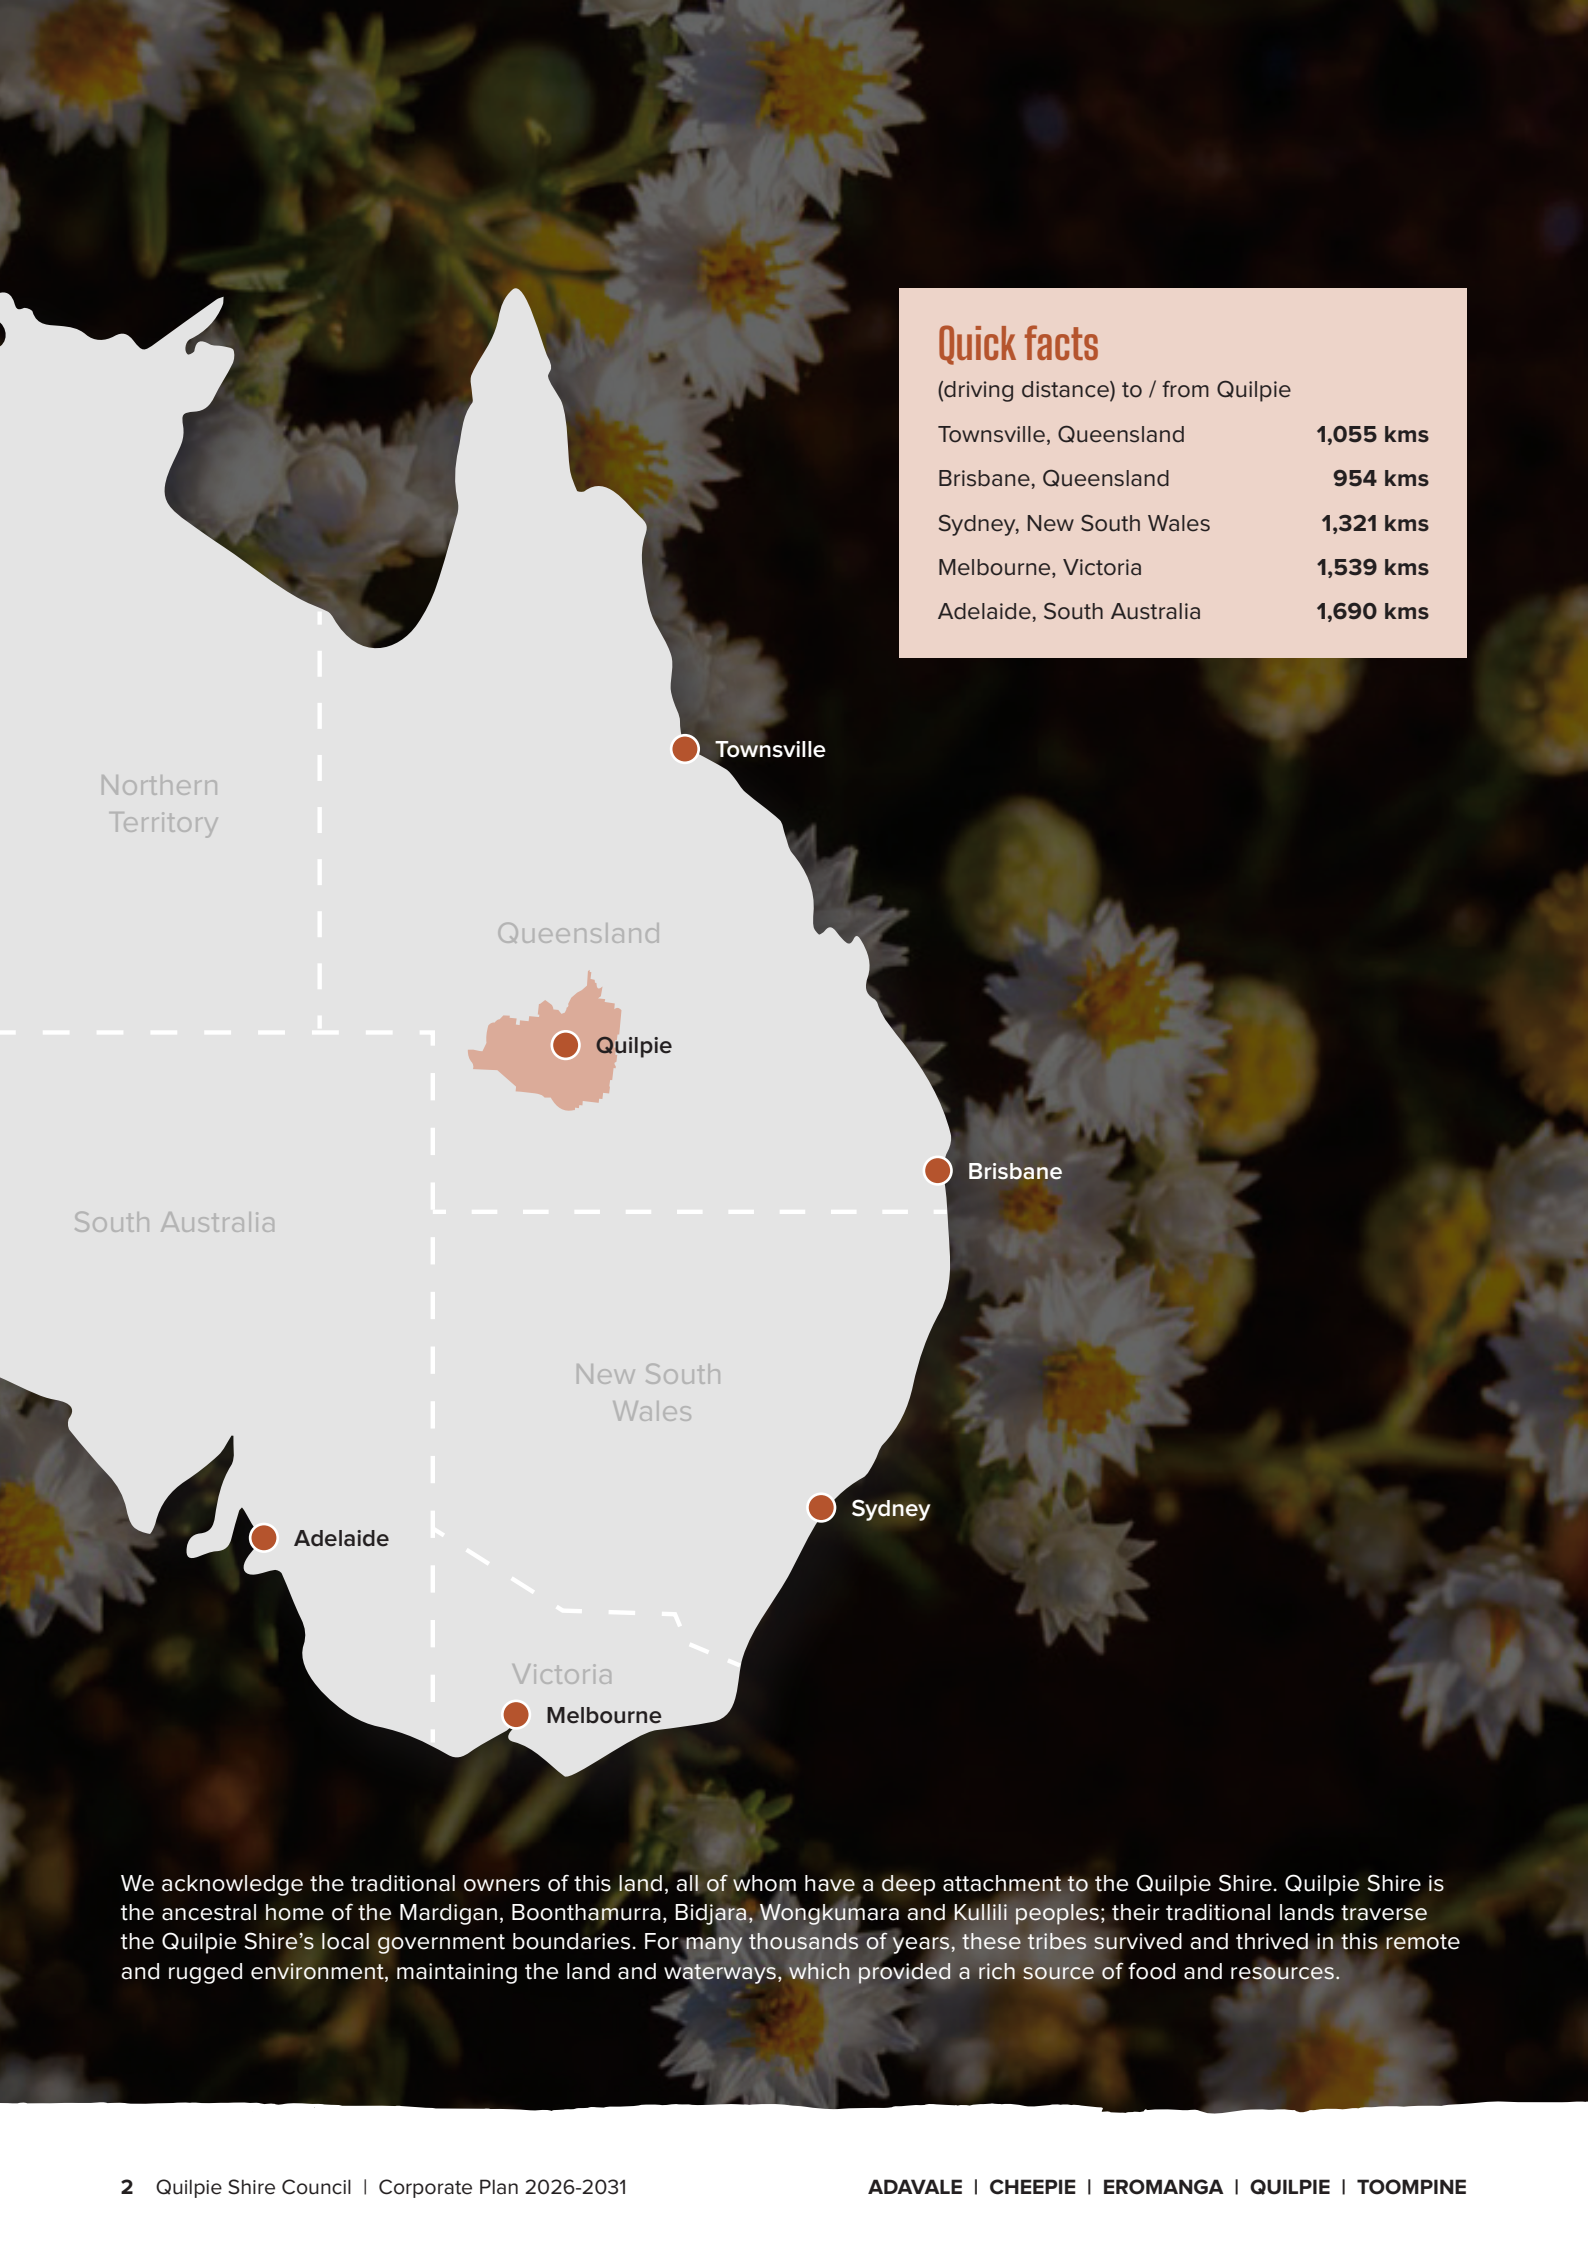 Quick facts
(driving distance) to / from Quilpie
Townsville, Queensland 1,055 kms
Brisbane, Queensland 954 kms
Sydney, New South Wales 1,321 kms
Melbourne, Victoria 1,539 kms
Adelaide, South Australia 1,690 kms
Townsville
Northern
Territory
Queensland
Quilpie
Brisbane
South Australia
New South
Wales
Sydney
Adelaide
Victoria
Melbourne
We acknowledge the traditional owners of this land, all of whom have a deep attachment to the Quilpie Shire. Quilpie Shire is
the ancestral home of the Mardigan, Boonthamurra, Bidjara, Wongkumara and Kullili peoples; their traditional lands traverse
the Quilpie Shire’s local government boundaries. For many thousands of years, these tribes survived and thrived in this remote
and rugged environment, maintaining the land and waterways, which provided a rich source of food and resources.
2 Quilpie Shire Council | Corporate Plan 2026-2031
ADAVALE | CHEEPIE | EROMANGA | QUILPIE | TOOMPINE